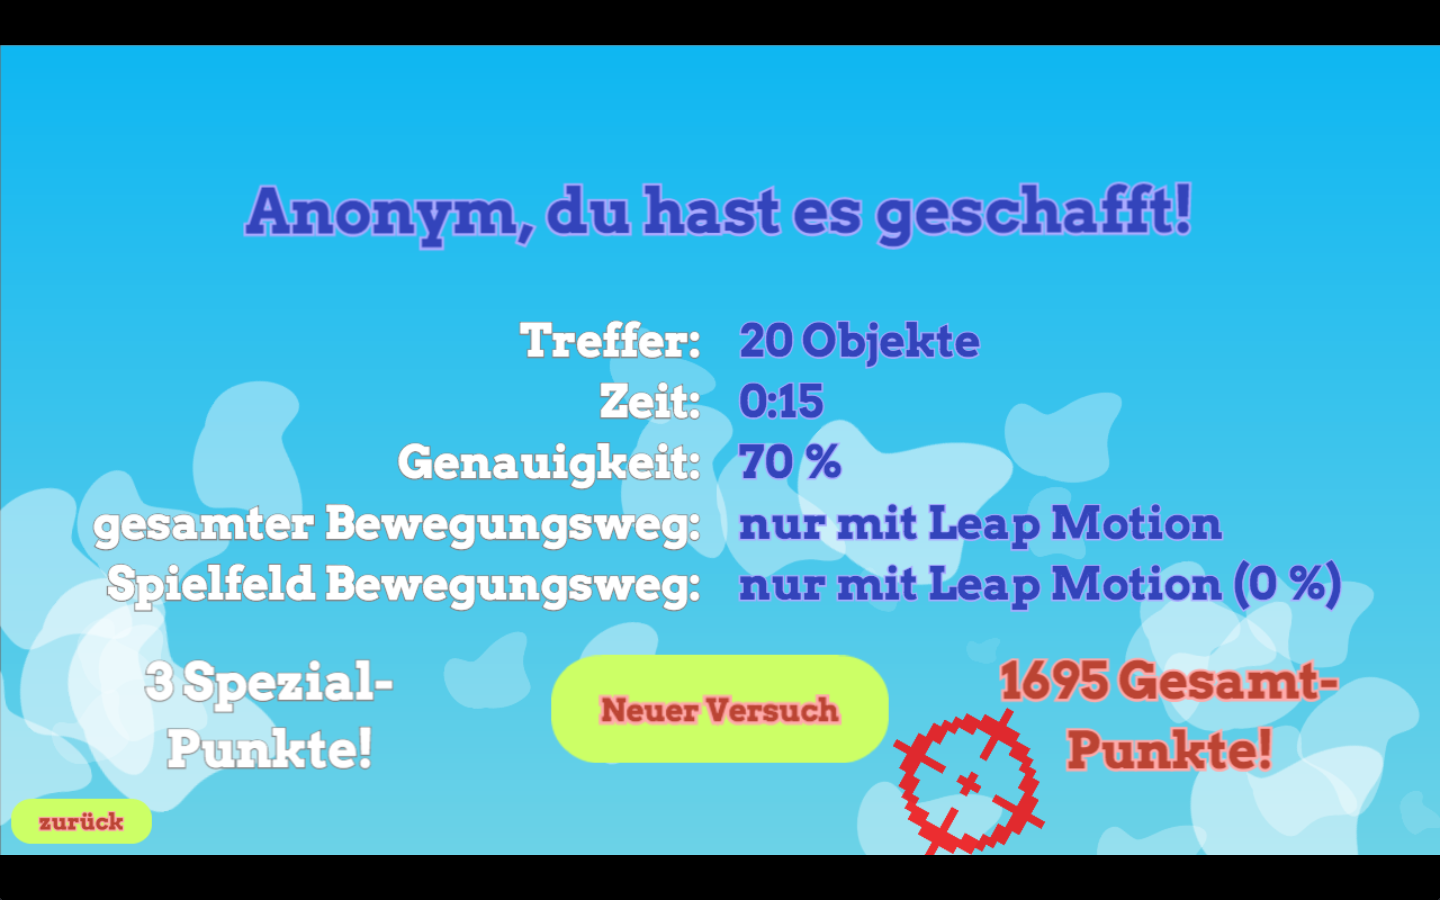 Anonym, du hast es geschafft!
Treffer: 20 Objekte
Zeit: 0:15
Genauigkeit: 70 %
gesamter Bewegungsweg: nur mit Leap Motion
Spielfeld Bewegungsweg: nur mit Leap Motion (0 %)
3 Spezial-
Punkte!
Neuer Versuch
1695 Gesamt-
Punkte!
zurück